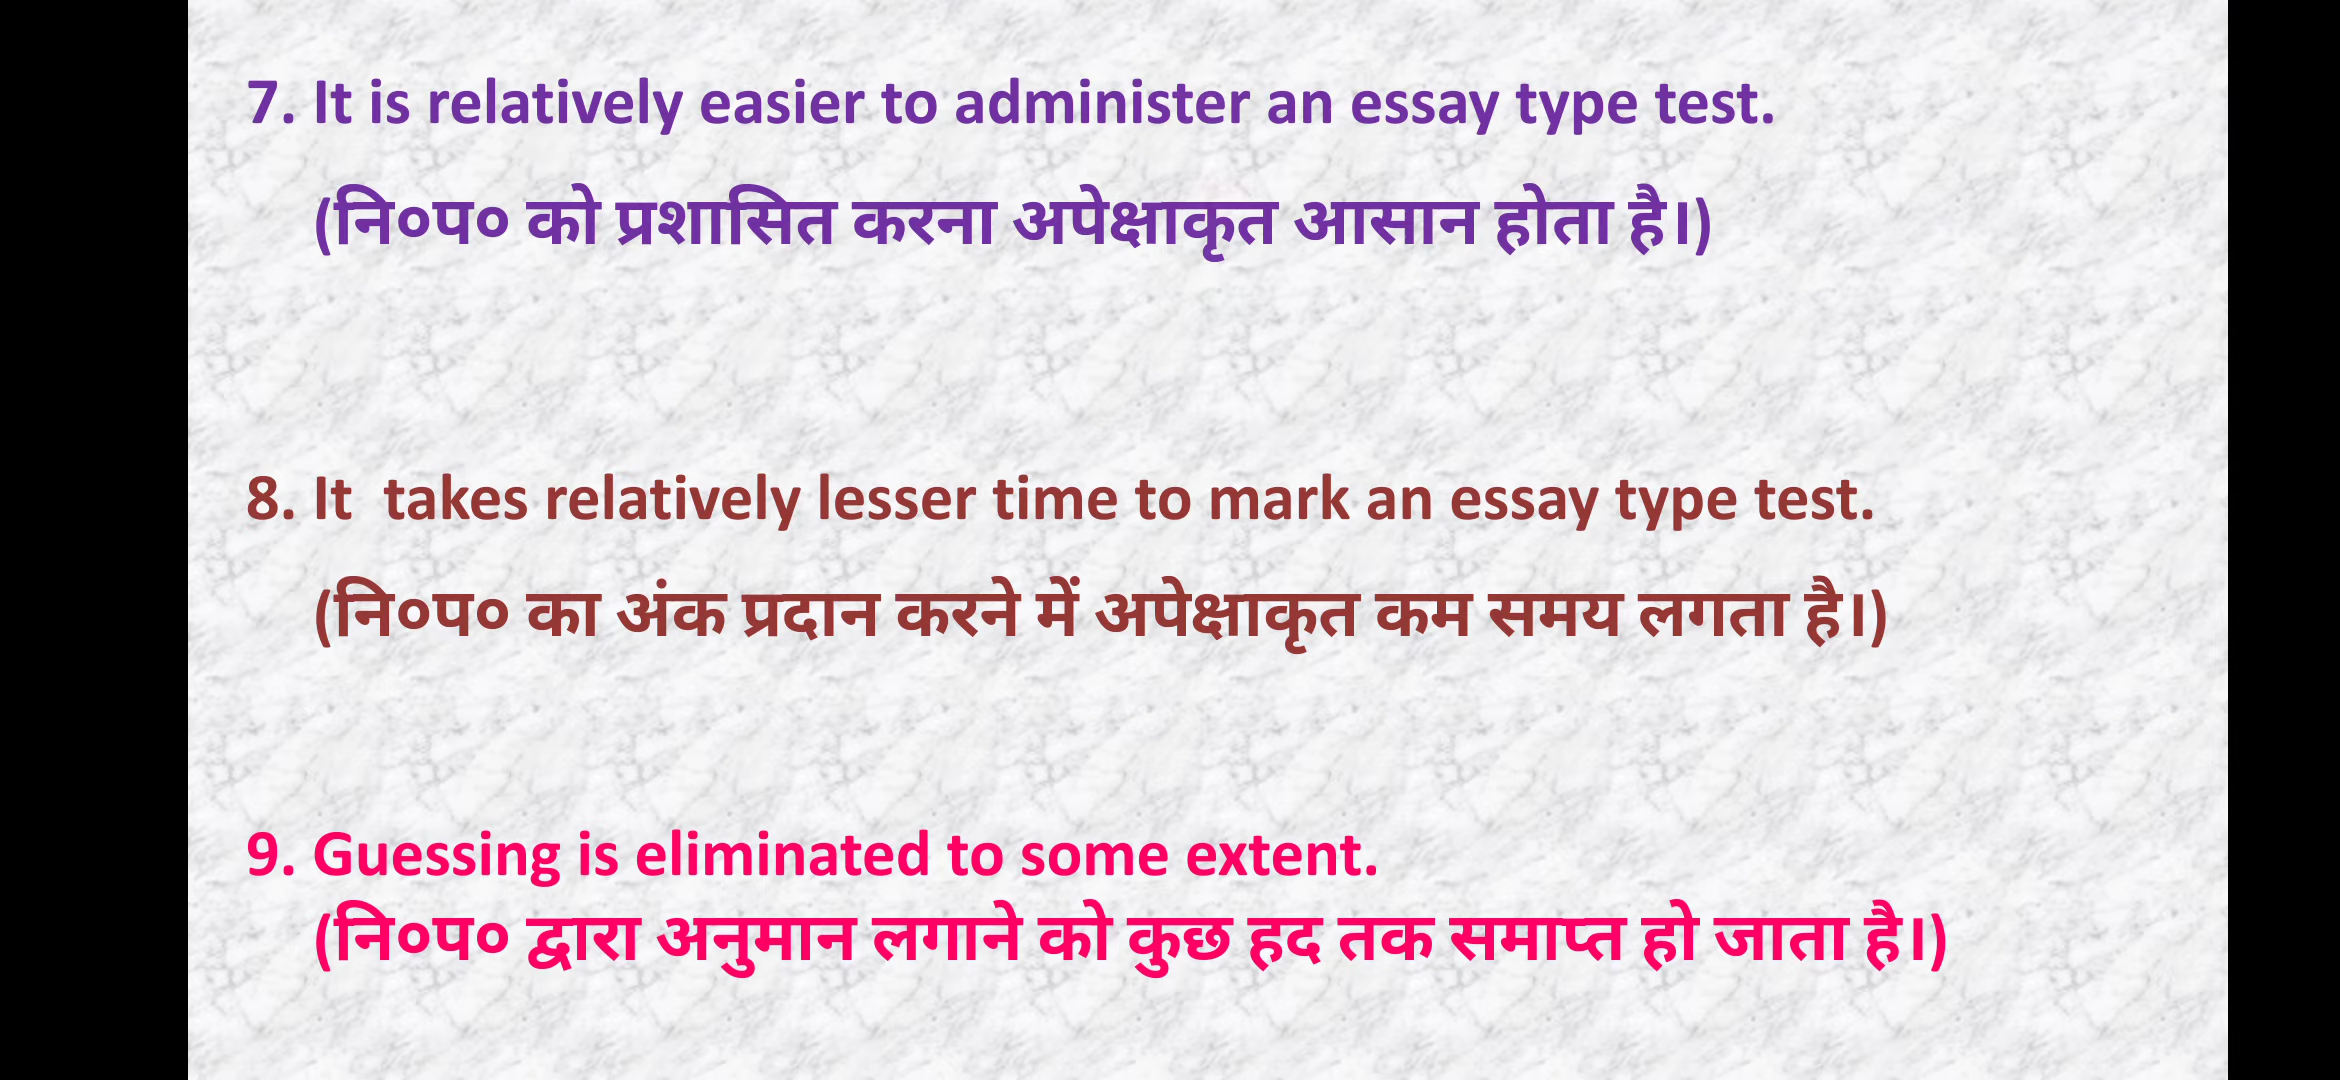 7. It is relatively easier to administer an essay type test.
(नि०प० को प्रशासित करना अपेक्षाकृत आसान होता है।)
8. It takes relatively lesser time to mark an essay type test.
(नि०प० का अंक प्रदान करने में अपेक्षाकृत कम समय लगता है।)
9. Guessing is eliminated to some extent.
(नि०प० द्वारा अनुमान लगाने को कुछ हद तक समाप्त हो जाता है।)